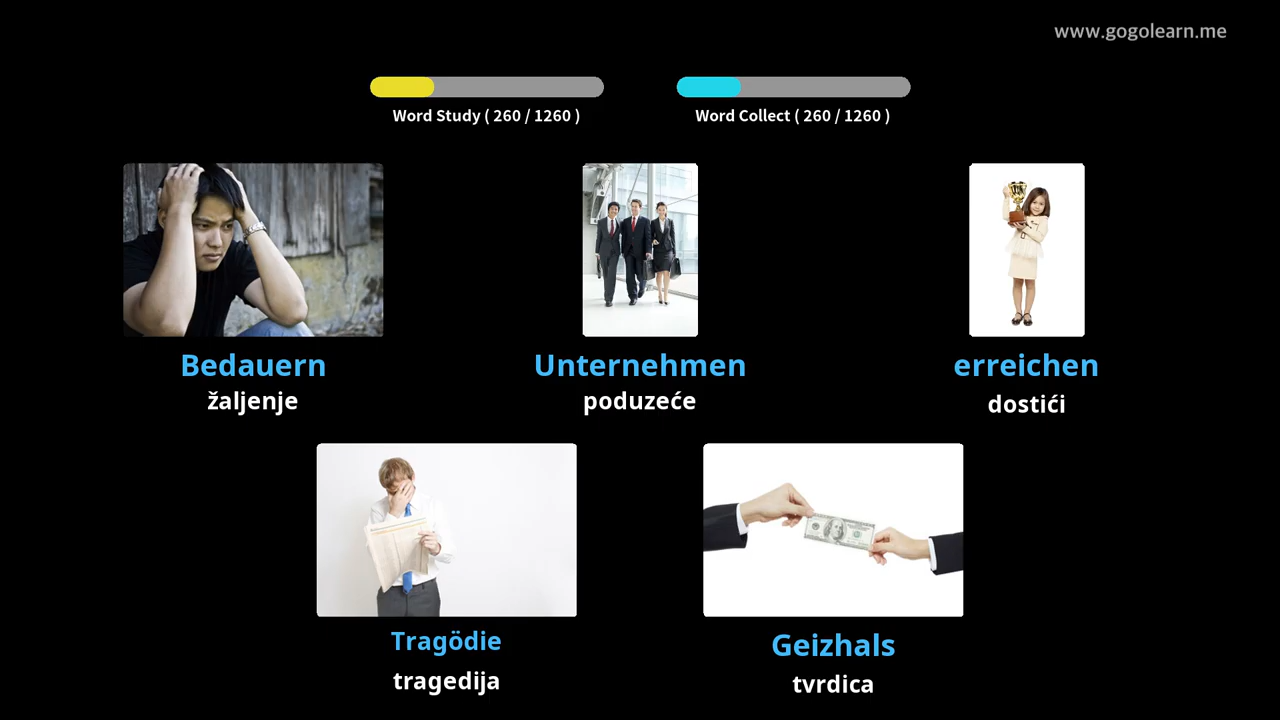 www.gogolearn.me
Word Study ( 260 / 1260 )
Word Collect ( 260 / 1260 )
Bedauern
žaljenje
Unternehmen
poduzeće
erreichen
dostići
Tragödie
tragedija
Geizhals
tvrdica